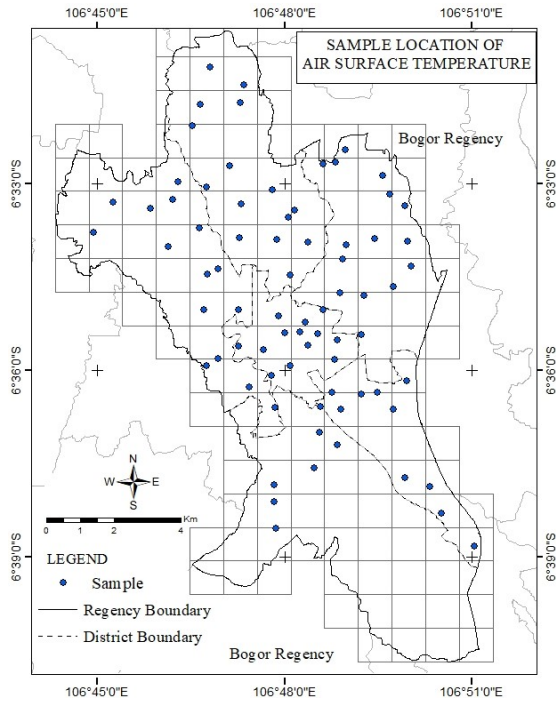 106°45'0"E 106°48'0"E 106°51'0"E
SAMPLE LOCATION OF
AIR SURFACE TEMPERATURE
Bogor Regency
6°33'0"S 6°33'0"S
6°36'0"S 6°36'0"S
N
W E
S
0 1 2 4 Km
6°39'0"S 6°39'0"S
LEGEND
Sample
Regency Boundary
District Boundary
Bogor Regency
106°45'0"E 106°48'0"E 106°51'0"E